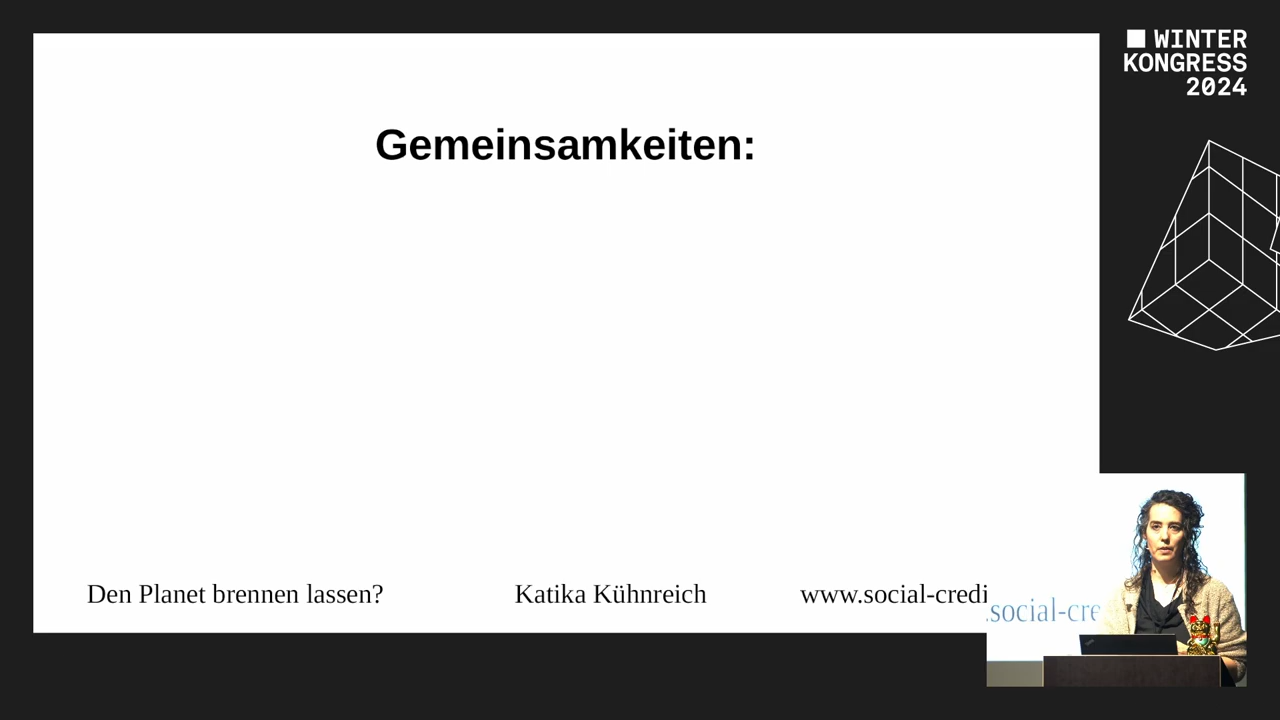 WINTER
KONGRESS
2024
Gemeinsamkeiten:
Den Planet brennen lassen?
Katika Kühnreich
www.social-credi
.social-cre